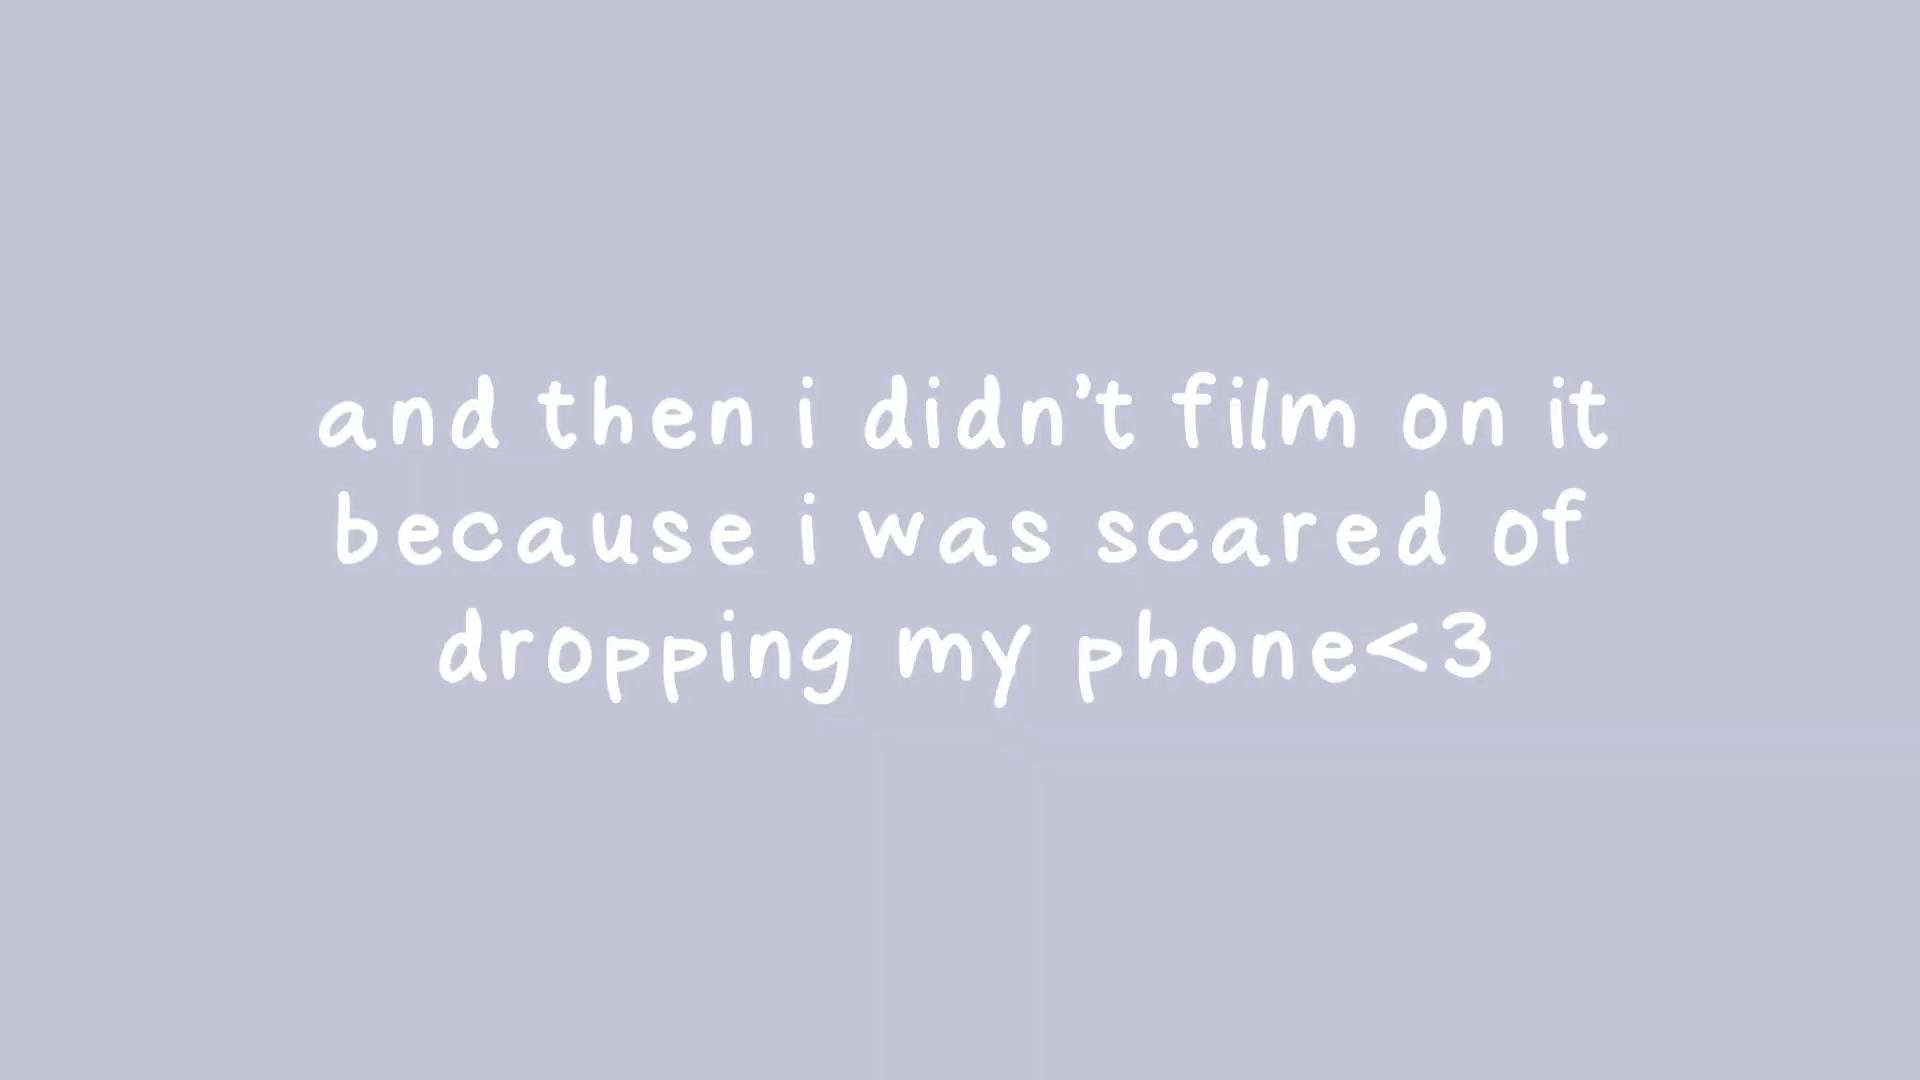 and then i didn't film on it
because i was scared of
dropping my phone<3